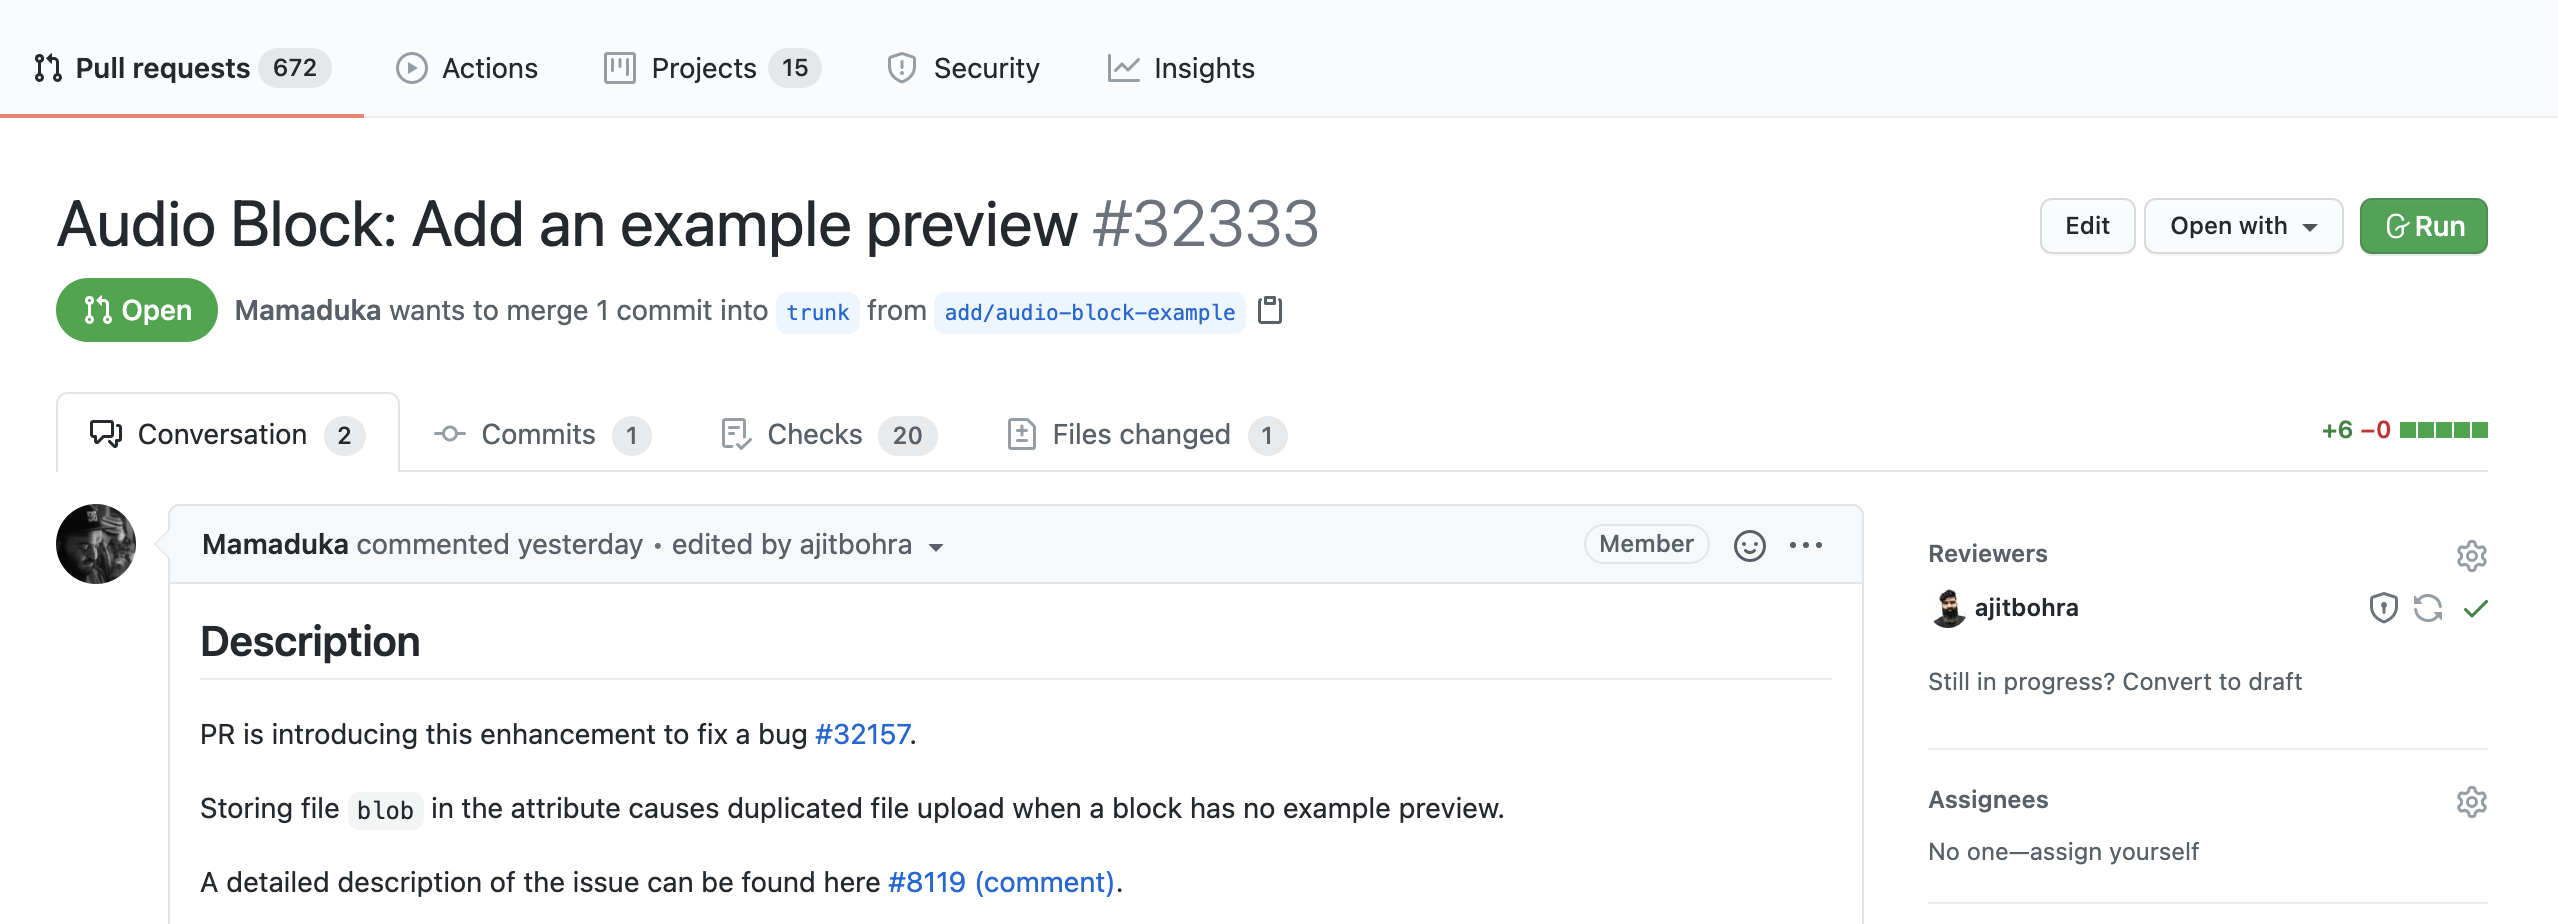 Pull requests 672 Actions Projects 15 Security Insights
Audio Block: Add an example preview #32333
Edit Open with Run
Open Mamaduka wants to merge 1 commit into trunk from add/audio-block-example
Conversation 2 Commits 1 Checks 20 Files changed 1
+6 −0
Mamaduka commented yesterday • edited by ajitbohra
Member
Description
PR is introducing this enhancement to fix a bug #32157.
Storing file blob in the attribute causes duplicated file upload when a block has no example preview.
A detailed description of the issue can be found here #8119 (comment).
Reviewers
ajitbohra
Still in progress? Convert to draft
Assignees
No one—assign yourself